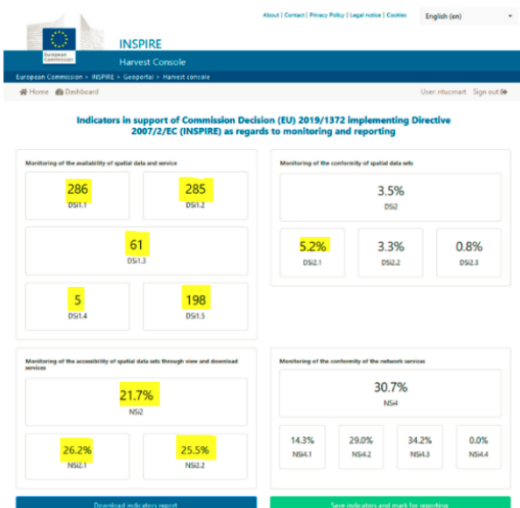 About | Contact | Privacy Policy | Legal notice | Cookies
English (en)
European
Commission
INSPIRE
Harvest Console
European Commission > INSPIRE > Geoportal > Harvest console
Home Dashboard
User: ntuomart Sign out
Indicators in support of Commission Decision (EU) 2019/1372 implementing Directive
2007/2/EC (INSPIRE) as regards to monitoring and reporting
Monitoring of the availability of spatial data and service
286
DSi1.1
285
DSi1.2
61
DSi1.3
5
DSi1.4
198
DSi1.5
Monitoring of the conformity of spatial data sets
3.5%
DSi2
5.2%
DSi2.1
3.3%
DSi2.2
0.8%
DSi2.3
Monitoring of the accessibility of spatial data sets through view and download
services
21.7%
NSi2
26.2%
NSi2.1
25.5%
NSi2.2
Monitoring of the conformity of the network services
30.7%
NSi4
14.3%
NSi4.1
29.0%
NSi4.2
34.2%
NSi4.3
0.0%
NSi4.4
Download indicators report
Save indicators and mark for reporting